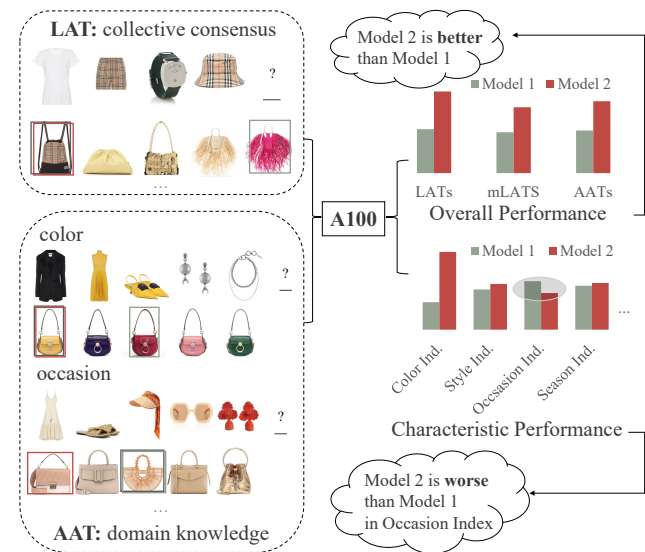 LAT: collective consensus
?
...
color
?
occasion
?
...
AAT: domain knowledge
A100
Model 2 is better
than Model 1
Model 1 Model 2
LATs mLATS AATs
Overall Performance
Model 1 Model 2
...
Color Ind. Style Ind. Occsasion Ind. Season Ind.
Characteristic Performance
Model 2 is worse
than Model 1
in Occasion Index